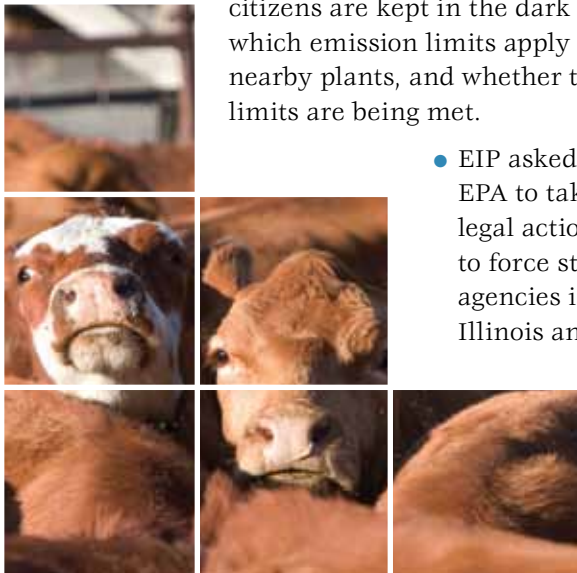 citizens are kept in the dark
which emission limits apply
nearby plants, and whether t
limits are being met.
• EIP asked
EPA to tak
legal actio
to force st
agencies i
Illinois an